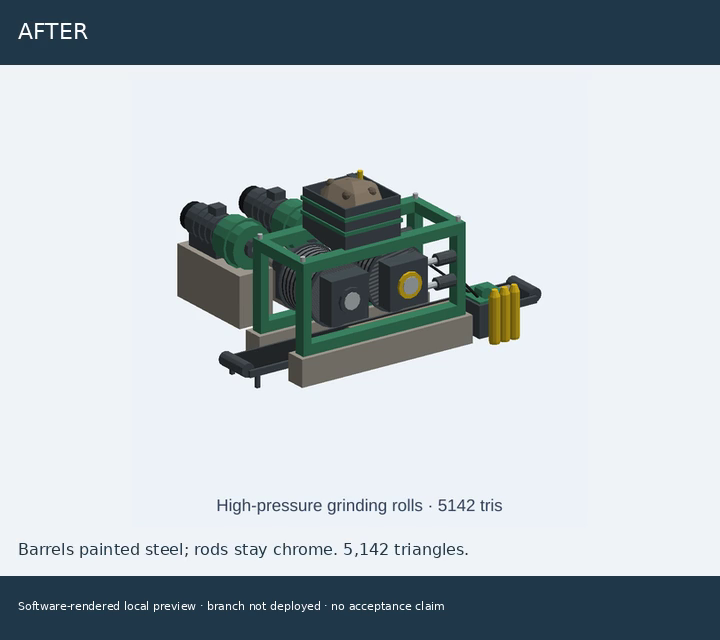 AFTER
High-pressure grinding rolls · 5142 tris
Barrels painted steel; rods stay chrome. 5,142 triangles.
Software-rendered local preview · branch not deployed · no acceptance claim